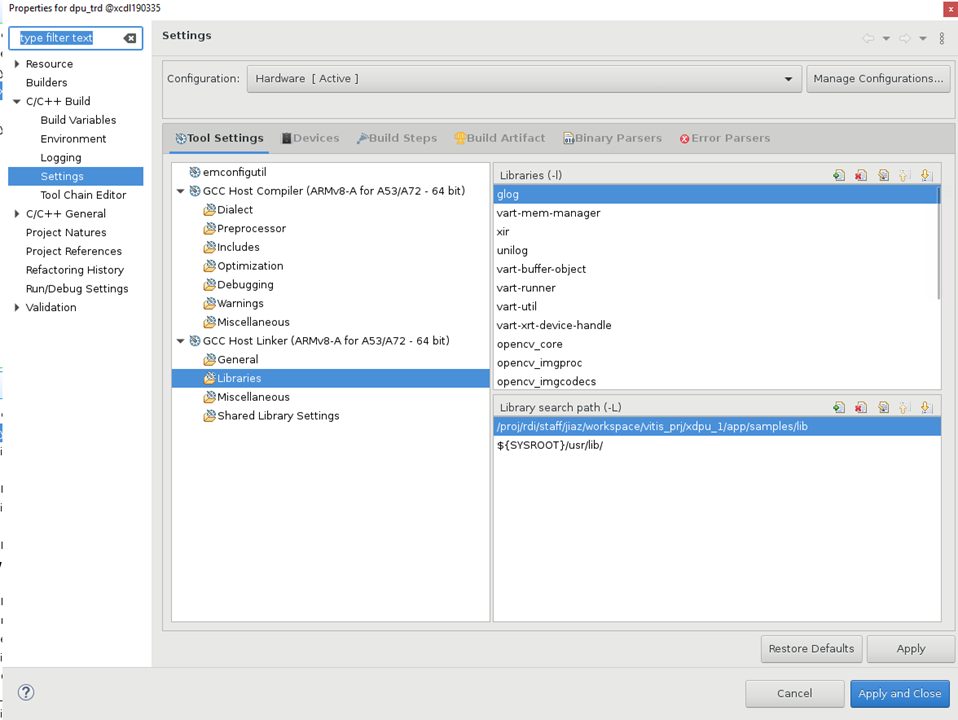 Properties for dpu_trd @xcdl190335
type filter text
Settings
Resource
Builders
C/C++ Build
Build Variables
Environment
Logging
Settings
Tool Chain Editor
C/C++ General
Project Natures
Project References
Refactoring History
Run/Debug Settings
Validation
Configuration:
Hardware [ Active ]
Manage Configurations...
Tool Settings
Devices
Build Steps
Build Artifact
Binary Parsers
Error Parsers
emconfigutil
GCC Host Compiler (ARMv8-A for A53/A72 - 64 bit)
Dialect
Preprocessor
Includes
Optimization
Debugging
Warnings
Miscellaneous
GCC Host Linker (ARMv8-A for A53/A72 - 64 bit)
General
Libraries
Miscellaneous
Shared Library Settings
Libraries (-l)
glog
vart-mem-manager
xir
unilog
vart-buffer-object
vart-runner
vart-util
vart-xrt-device-handle
opencv_core
opencv_imgproc
opencv_imgcodecs
Library search path (-L)
/proj/rdi/staff/jiaz/workspace/vitis_prj/xdpu_1/app/samples/lib
${SYSROOT}/usr/lib/
Restore Defaults
Apply
Cancel
Apply and Close